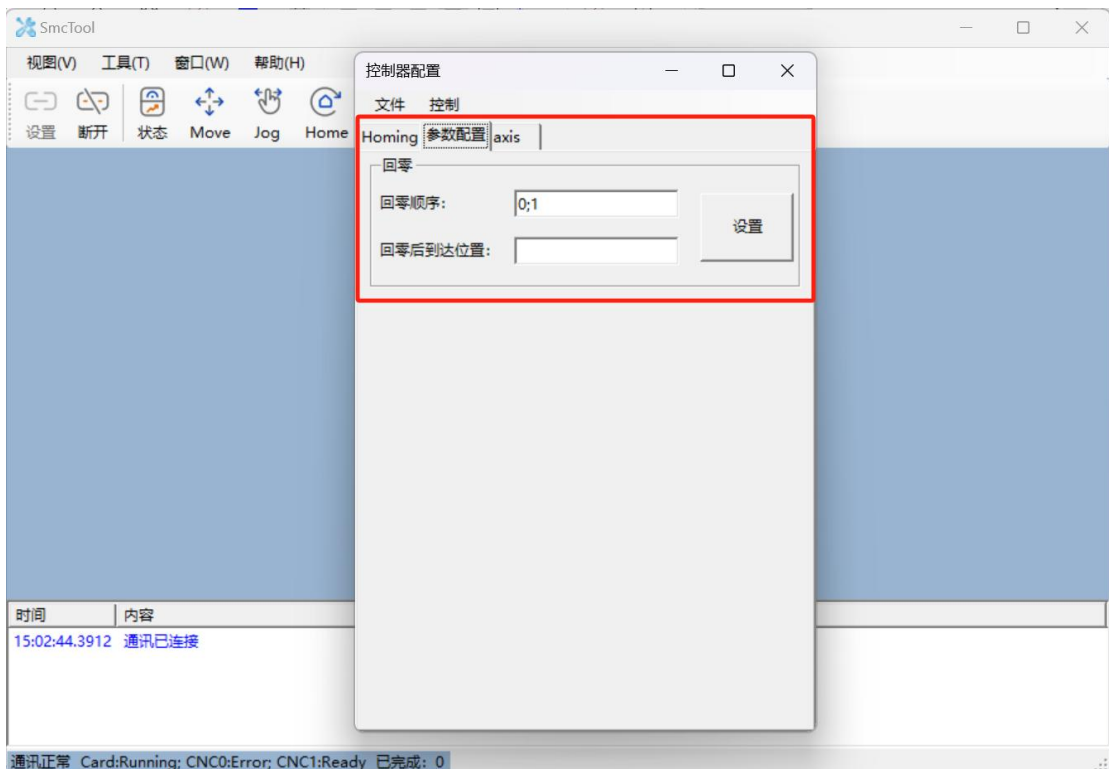 SmcTool
视图(V) 工具(T) 窗口(W) 帮助(H)
设置 断开 状态 Move Jog Home
控制器配置
文件 控制
Homing 参数配置 axis
回零
回零顺序: 0;1
设置
回零后到达位置:
时间 内容
15:02:44.3912 通讯已连接
通讯正常 Card:Running; CNC0:Error; CNC1:Ready 已完成: 0